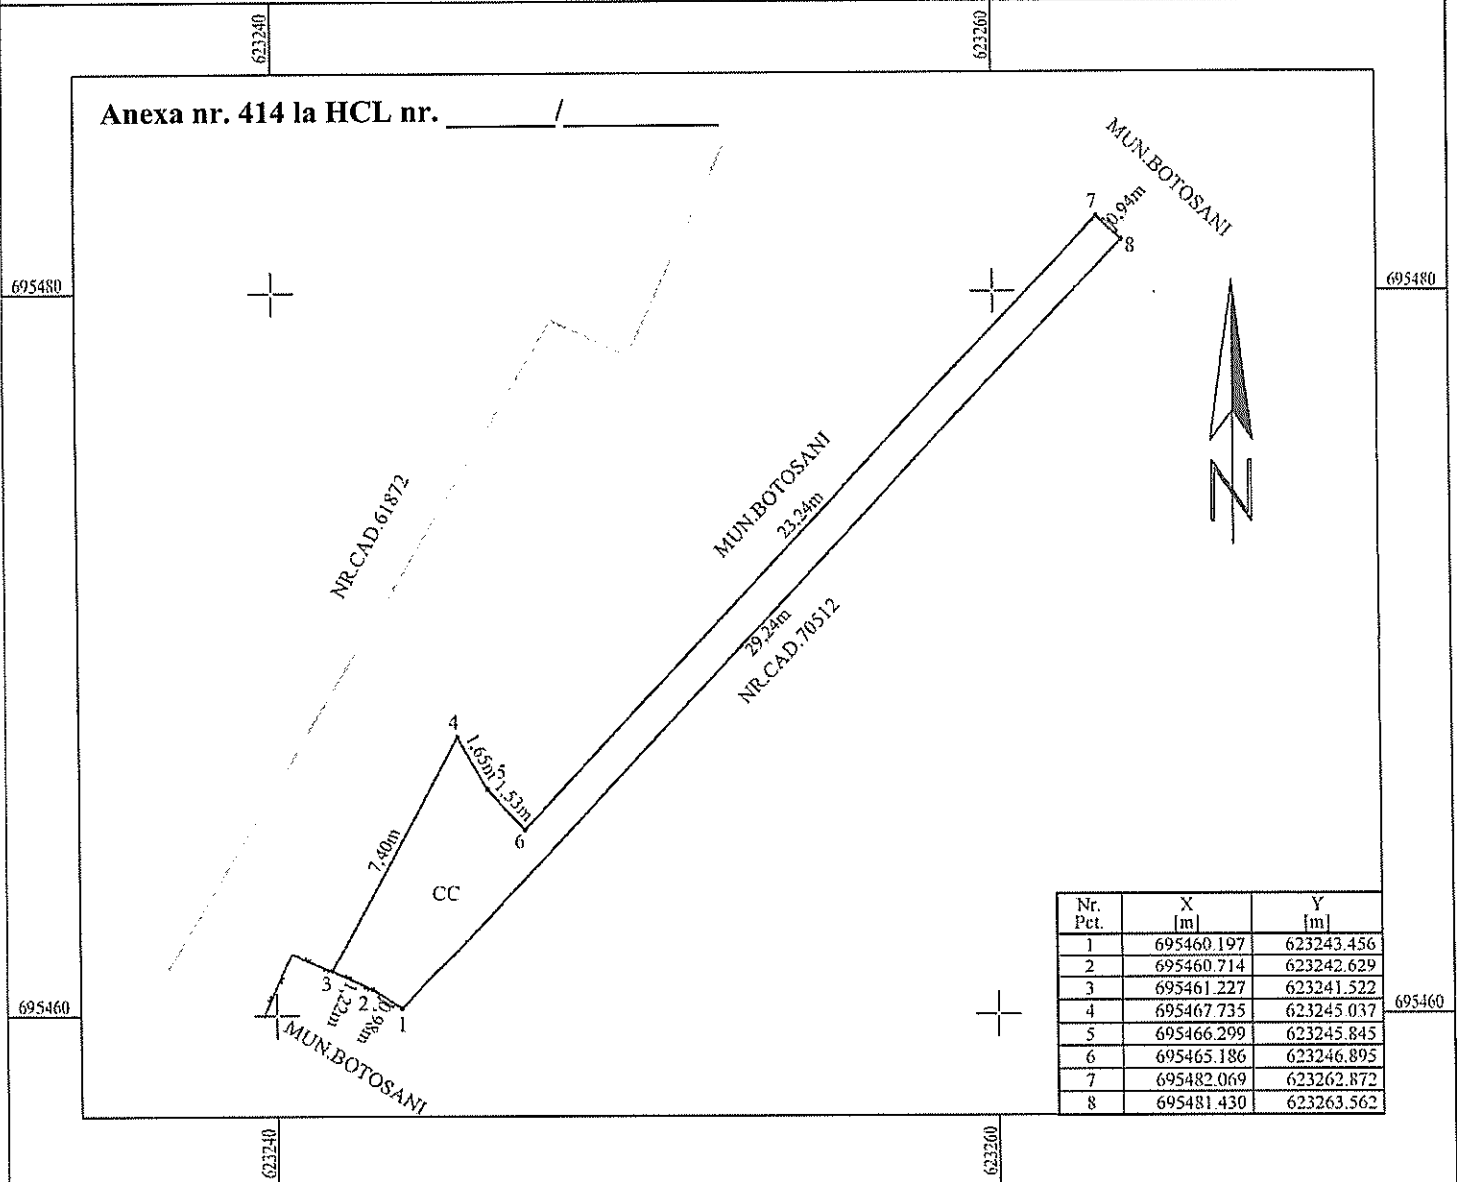 623240
623260
Anexa nr. 414 la HCL nr. _______/__________
MUN.BOTOSANI
7
0,94m
8
695480
695480
N
NR.CAD.61872
MUN.BOTOSANI
23,24m
29,24m
NR.CAD.70512
4
1,65m
5
1,53m
6
7,40m
CC
3
1,22m
2
0,98m
1
MUN.BOTOSANI
695460
695460
Nr. Pct. X [m] Y [m]
1 695460.197 623243.456
2 695460.714 623242.629
3 695461.227 623241.522
4 695467.735 623245.037
5 695466.299 623245.845
6 695465.186 623246.895
7 695482.069 623262.872
8 695481.430 623263.562
623240
623260